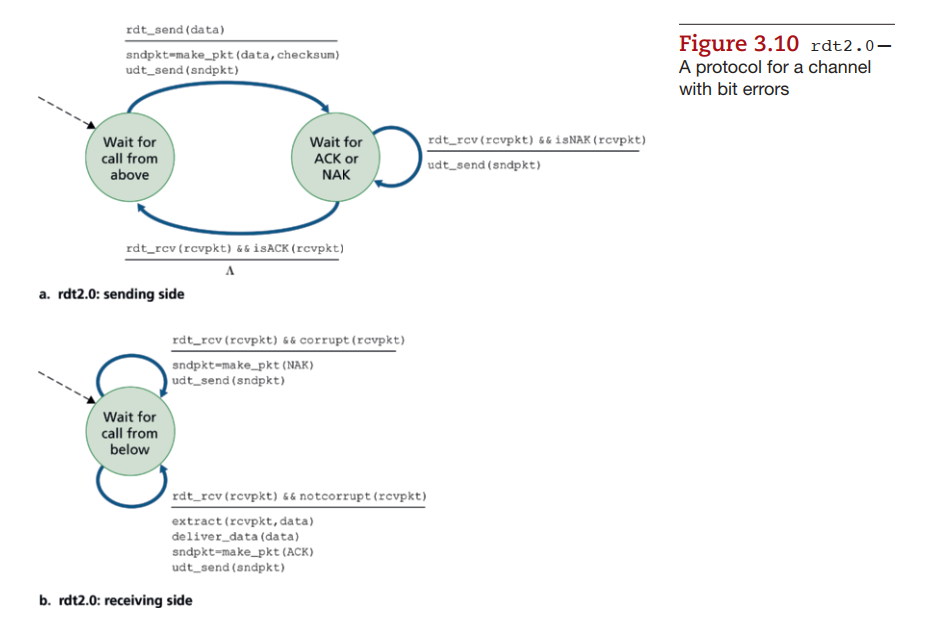 Figure 3.10 rdt2.0—
A protocol for a channel
with bit errors
rdt_send(data)
sndpkt=make_pkt(data,checksum)
udt_send(sndpkt)
Wait for
call from
above
Wait for
ACK or
NAK
rdt_rcv(rcvpkt) && isNAK(rcvpkt)
udt_send(sndpkt)
rdt_rcv(rcvpkt) && isACK(rcvpkt)
Λ
a. rdt2.0: sending side
rdt_rcv(rcvpkt) && corrupt(rcvpkt)
sndpkt=make_pkt(NAK)
udt_send(sndpkt)
Wait for
call from
below
rdt_rcv(rcvpkt) && notcorrupt(rcvpkt)
extract(rcvpkt,data)
deliver_data(data)
sndpkt=make_pkt(ACK)
udt_send(sndpkt)
b. rdt2.0: receiving side